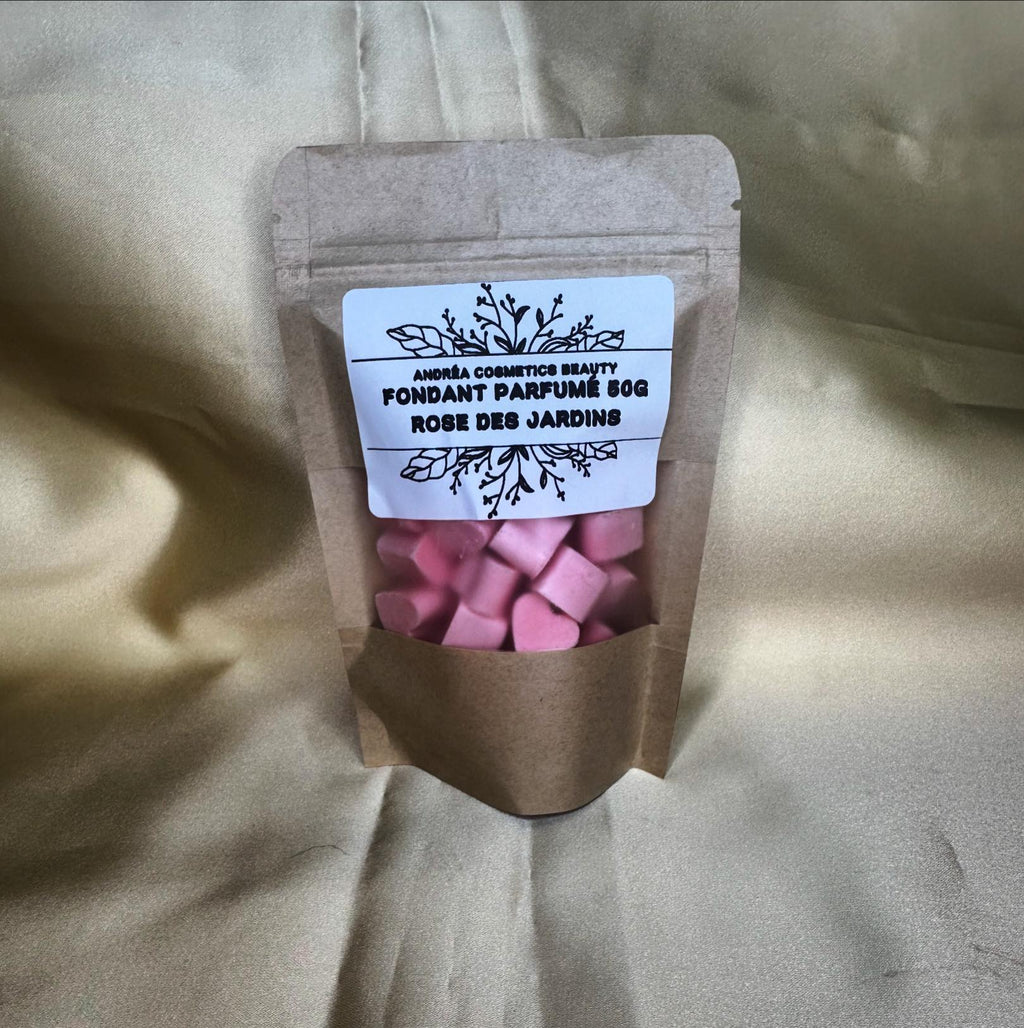 ANDRÉA COSMETICS BEAUTY
FONDANT PARFUMÉ 50G
ROSE DES JARDINS